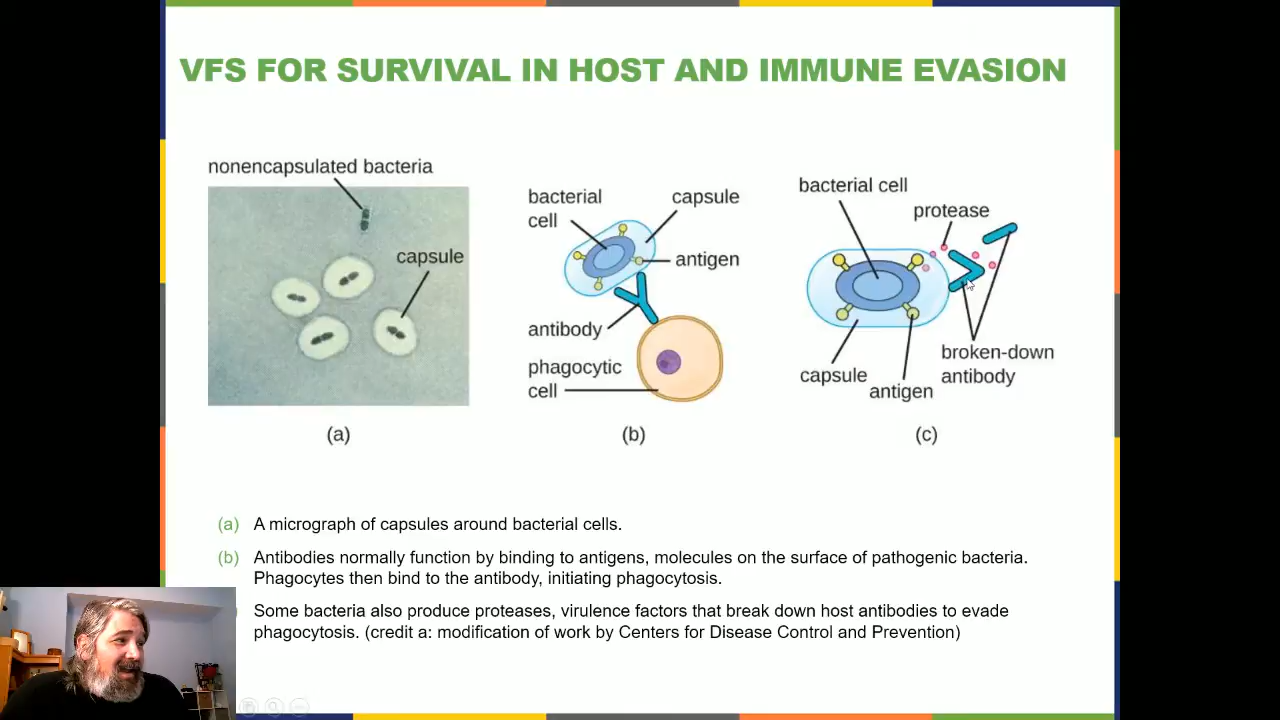 VFS FOR SURVIVAL IN HOST AND IMMUNE EVASION
nonencapsulated bacteria
capsule
(a)
bacterial
cell
capsule
antigen
antibody
phagocytic
cell
(b)
bacterial cell
protease
broken-down
antibody
capsule
antigen
(c)
(a) A micrograph of capsules around bacterial cells.
(b) Antibodies normally function by binding to antigens, molecules on the surface of pathogenic bacteria.
Phagocytes then bind to the antibody, initiating phagocytosis.
Some bacteria also produce proteases, virulence factors that break down host antibodies to evade
phagocytosis. (credit a: modification of work by Centers for Disease Control and Prevention)